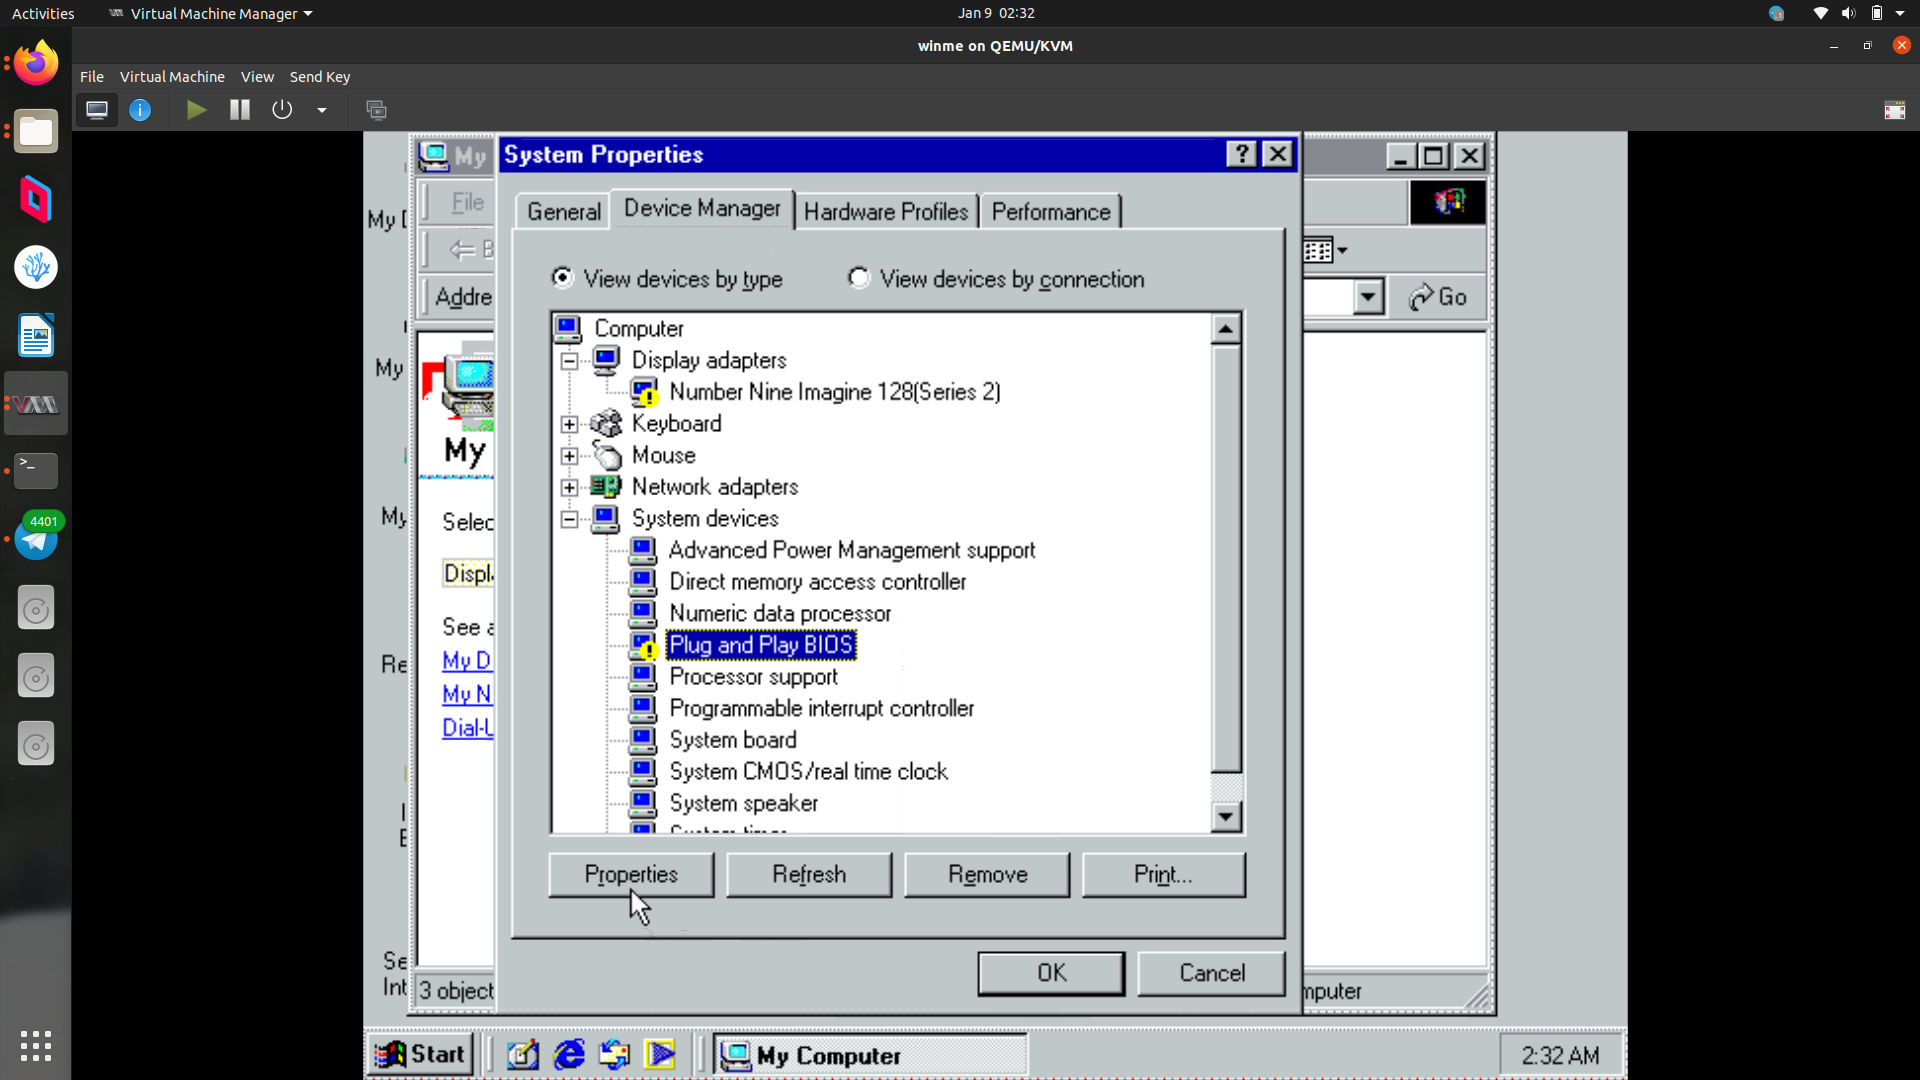 Activities
Virtual Machine Manager
Jan 9 02:32
winme on QEMU/KVM
File Virtual Machine View Send Key
My
System Properties
File
General Device Manager Hardware Profiles Performance
My D
View devices by type View devices by connection
Addre
Go
Computer
Display adapters
Number Nine Imagine 128(Series 2)
My
Keyboard
My
Mouse
Network adapters
My
Selec
System devices
Advanced Power Management support
Displ
Direct memory access controller
Numeric data processor
See a
Plug and Play BIOS
Re
My D
Processor support
My N
Programmable interrupt controller
Dial-U
System board
System CMOS/real time clock
System speaker
Properties Refresh Remove Print...
Se
Int
OK Cancel
3 object
mputer
4401
Start
My Computer
2:32 AM